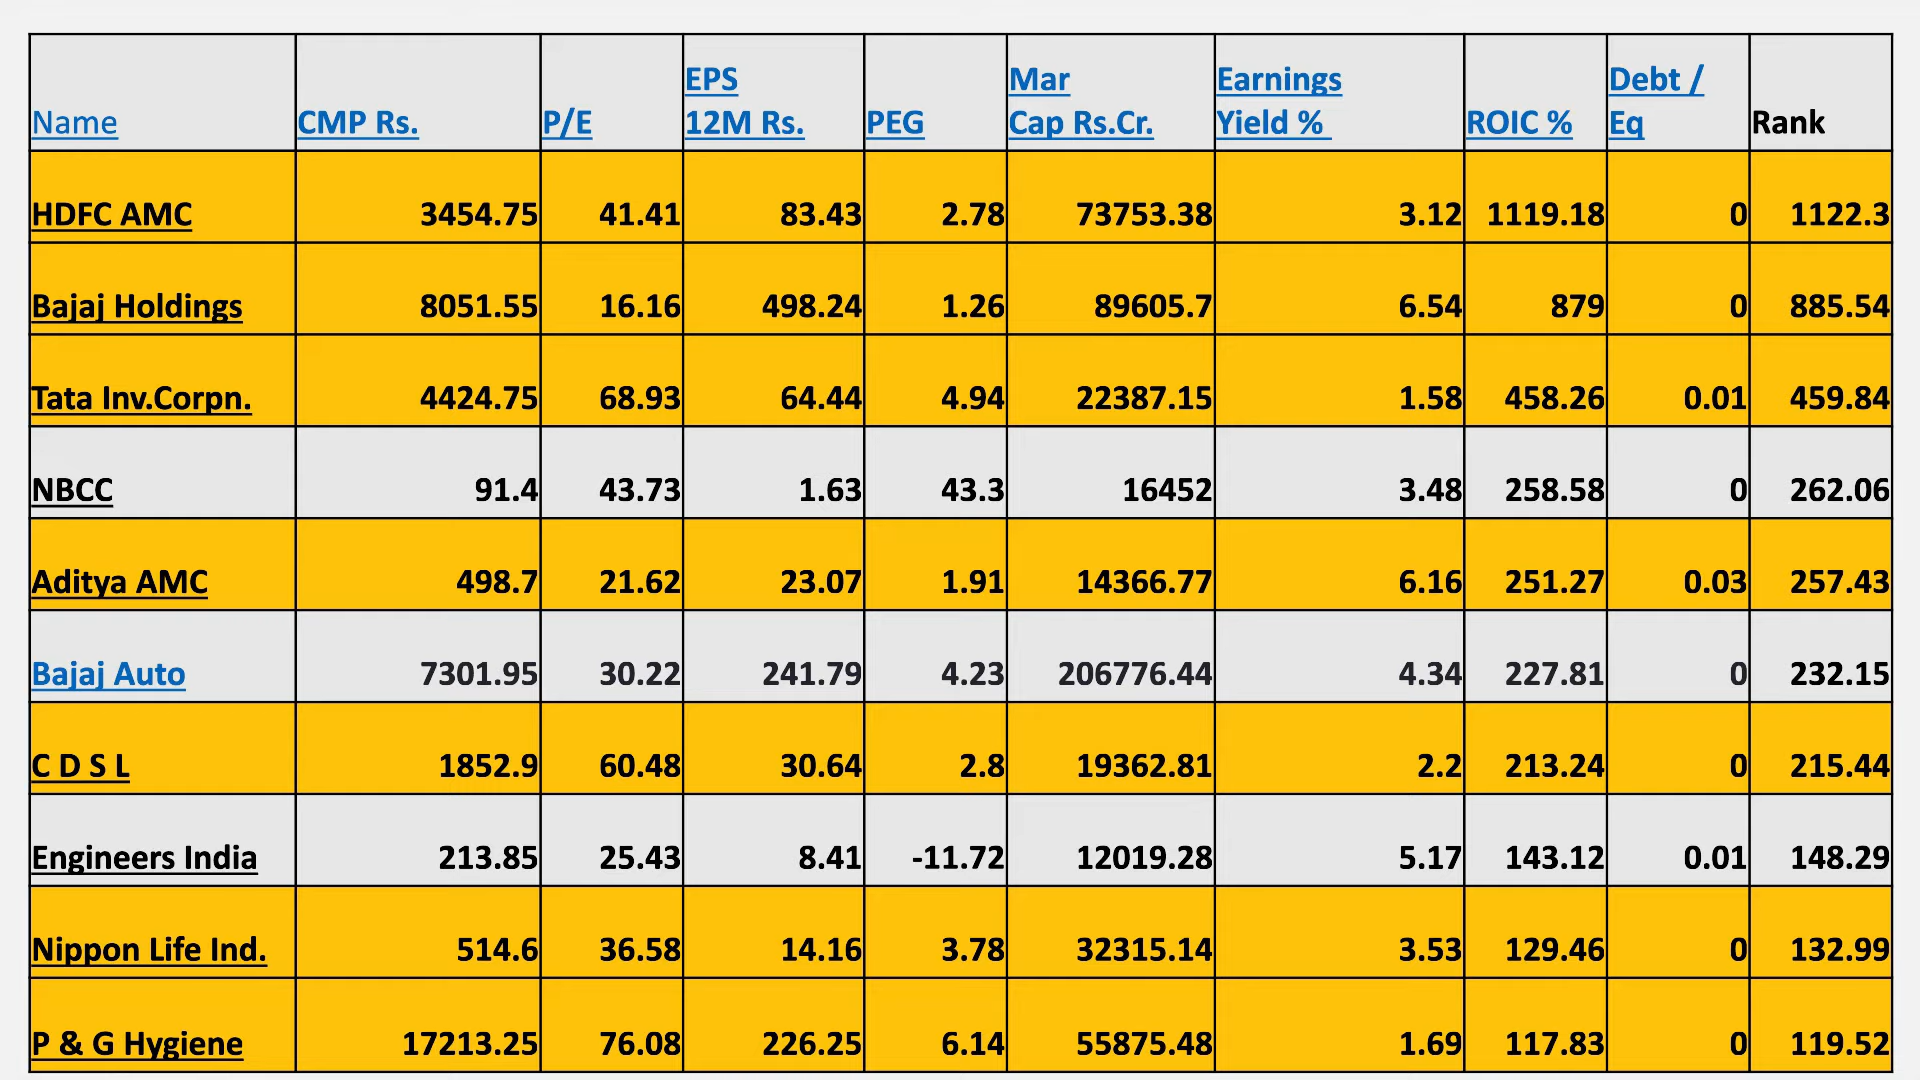 Name CMP Rs. P/E EPS 12M Rs. PEG Mar Cap Rs.Cr. Earnings Yield % ROIC % Debt / Eq Rank
HDFC AMC 3454.75 41.41 83.43 2.78 73753.38 3.12 1119.18 0 1122.3
Bajaj Holdings 8051.55 16.16 498.24 1.26 89605.7 6.54 879 0 885.54
Tata Inv.Corpn. 4424.75 68.93 64.44 4.94 22387.15 1.58 458.26 0.01 459.84
NBCC 91.4 43.73 1.63 43.3 16452 3.48 258.58 0 262.06
Aditya AMC 498.7 21.62 23.07 1.91 14366.77 6.16 251.27 0.03 257.43
Bajaj Auto 7301.95 30.22 241.79 4.23 206776.44 4.34 227.81 0 232.15
C D S L 1852.9 60.48 30.64 2.8 19362.81 2.2 213.24 0 215.44
Engineers India 213.85 25.43 8.41 -11.72 12019.28 5.17 143.12 0.01 148.29
Nippon Life Ind. 514.6 36.58 14.16 3.78 32315.14 3.53 129.46 0 132.99
P & G Hygiene 17213.25 76.08 226.25 6.14 55875.48 1.69 117.83 0 119.52